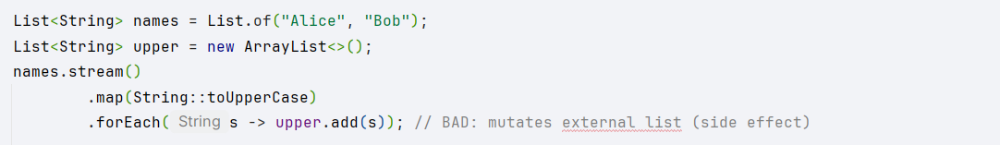 List<String> names = List.of("Alice", "Bob");
List<String> upper = new ArrayList<>();
names.stream()
        .map(String::toUpperCase)
        .forEach( String s -> upper.add(s)); // BAD: mutates external list (side effect)